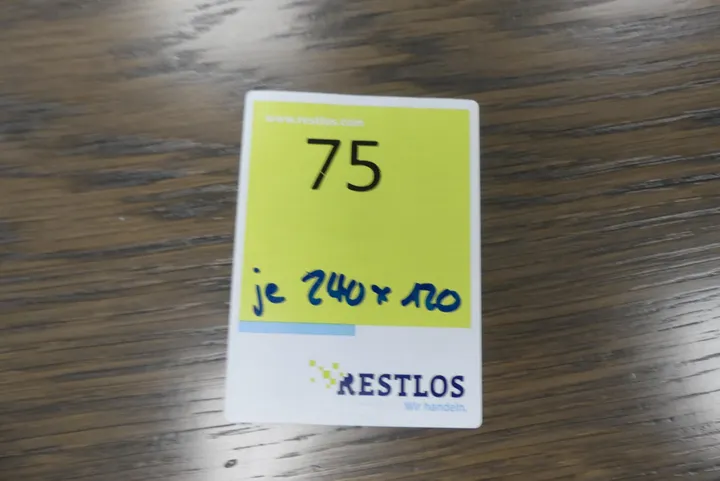 www.restlos.com
75
je 240 x 120
RESTLOS
Wir handeln.